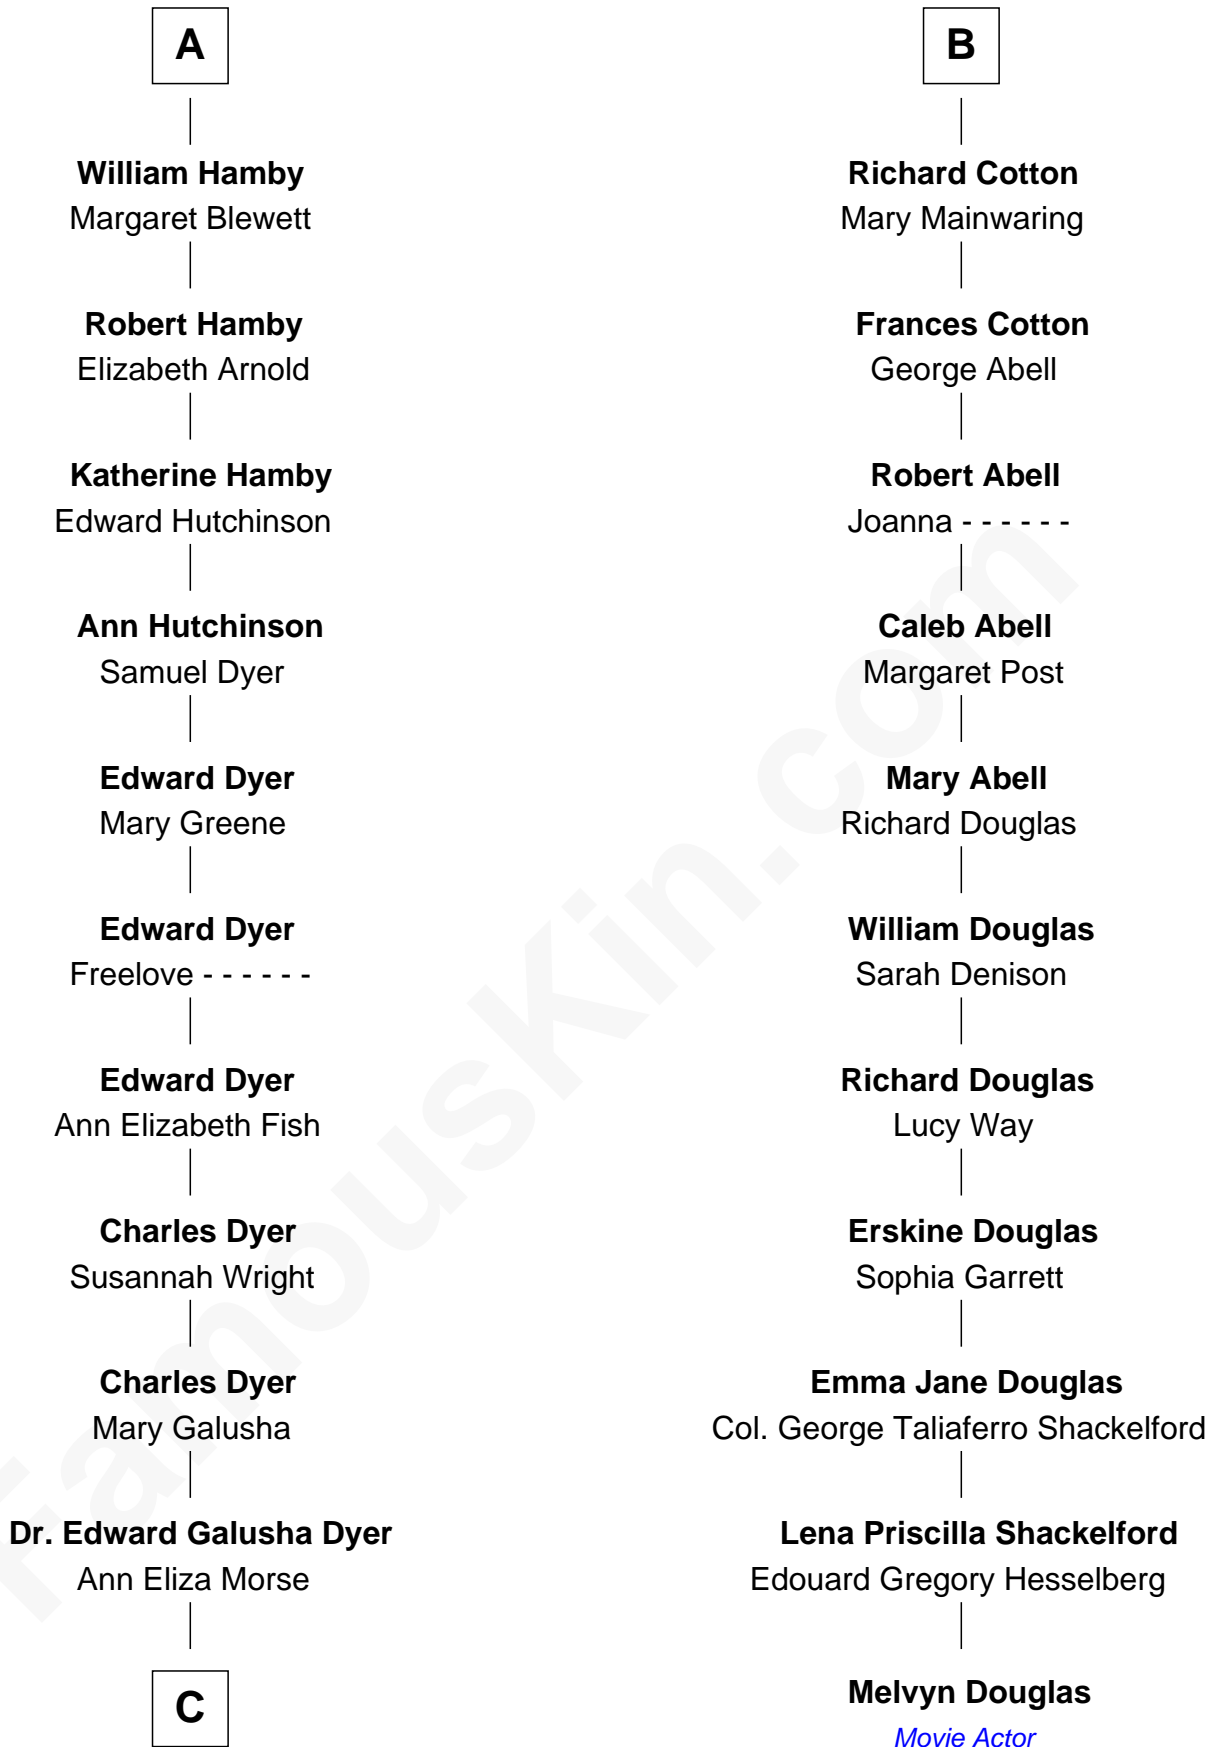 A
William Hamby
Margaret Blewett
Robert Hamby
Elizabeth Arnold
Katherine Hamby
Edward Hutchinson
Ann Hutchinson
Samuel Dyer
Edward Dyer
Mary Greene
Edward Dyer
Freelove - - - - - -
Edward Dyer
Ann Elizabeth Fish
Charles Dyer
Susannah Wright
Charles Dyer
Mary Galusha
Dr. Edward Galusha Dyer
Ann Eliza Morse
C
B
Richard Cotton
Mary Mainwaring
Frances Cotton
George Abell
Robert Abell
Joanna - - - - - -
Caleb Abell
Margaret Post
Mary Abell
Richard Douglas
William Douglas
Sarah Denison
Richard Douglas
Lucy Way
Erskine Douglas
Sophia Garrett
Emma Jane Douglas
Col. George Taliaferro Shackelford
Lena Priscilla Shackelford
Edouard Gregory Hesselberg
Melvyn Douglas
Movie Actor
FamousKin.com